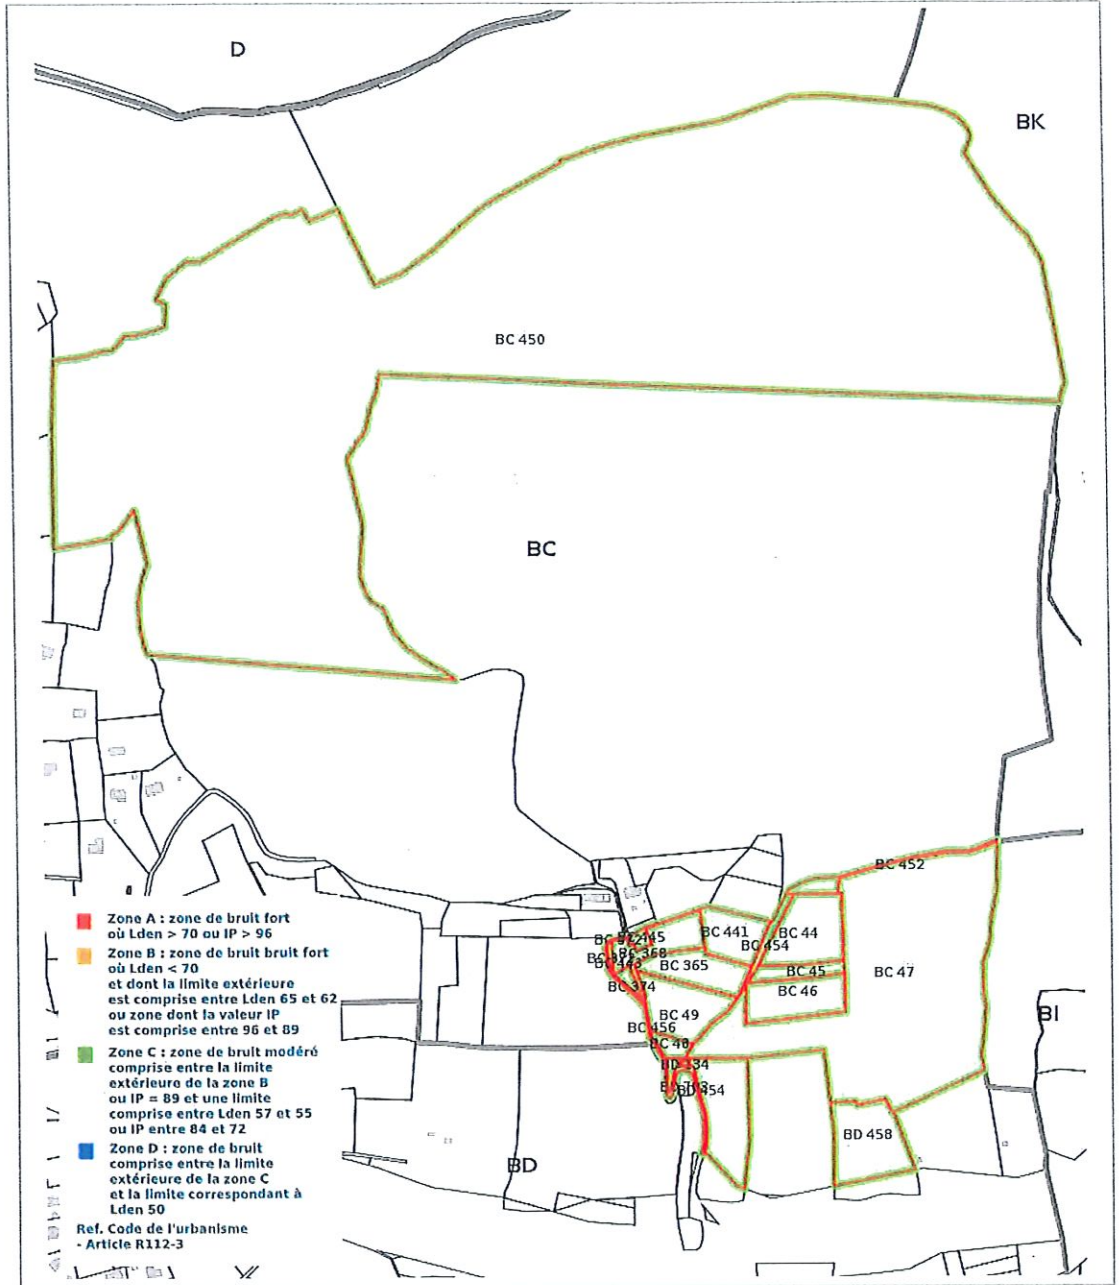 D
BK
BC 450
BC
BC 452
BC 441
BC 44
BC 454
BC 368
BC 365
BC 45
BC 47
BC 374
BC 46
BC 49
BI
BC 456
BC 48
BD 454
BD 458
BD
Zone A : zone de bruit fort
où Lden > 70 ou IP > 96
Zone B : zone de bruit bruit fort
où Lden < 70
et dont la limite extérieure
est comprise entre Lden 65 et 62
ou zone dont la valeur IP
est comprise entre 96 et 89
Zone C : zone de bruit modéré
comprise entre la limite
extérieure de la zone B
ou IP = 89 et une limite
comprise entre Lden 57 et 55
ou IP entre 84 et 72
Zone D : zone de bruit
comprise entre la limite
extérieure de la zone C
et la limite correspondant à
Lden 50
Ref. Code de l'urbanisme
- Article R112-3